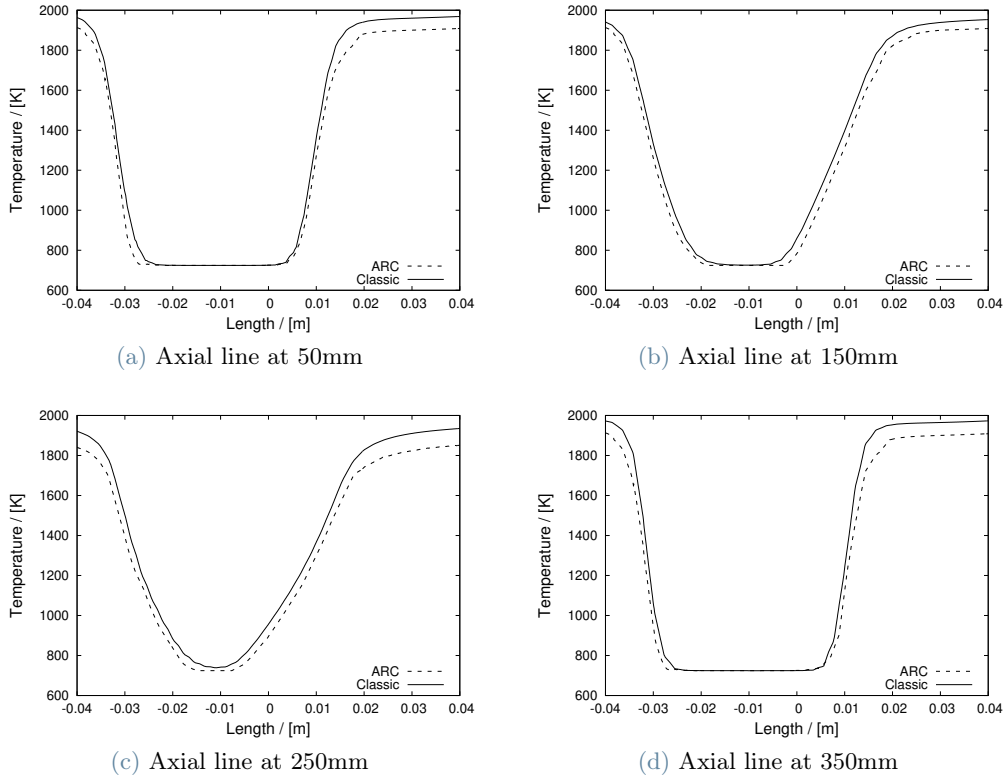 2000
1800
1600
1400
1200
1000
800
600
Temperature / [K]
-0.04 -0.03 -0.02 -0.01 0 0.01 0.02 0.03 0.04
Length / [m]
ARC
Classic
(a) Axial line at 50mm
2000
1800
1600
1400
1200
1000
800
600
Temperature / [K]
-0.04 -0.03 -0.02 -0.01 0 0.01 0.02 0.03 0.04
Length / [m]
ARC
Classic
(b) Axial line at 150mm
2000
1800
1600
1400
1200
1000
800
600
Temperature / [K]
-0.04 -0.03 -0.02 -0.01 0 0.01 0.02 0.03 0.04
Length / [m]
ARC
Classic
(c) Axial line at 250mm
2000
1800
1600
1400
1200
1000
800
600
Temperature / [K]
-0.04 -0.03 -0.02 -0.01 0 0.01 0.02 0.03 0.04
Length / [m]
ARC
Classic
(d) Axial line at 350mm